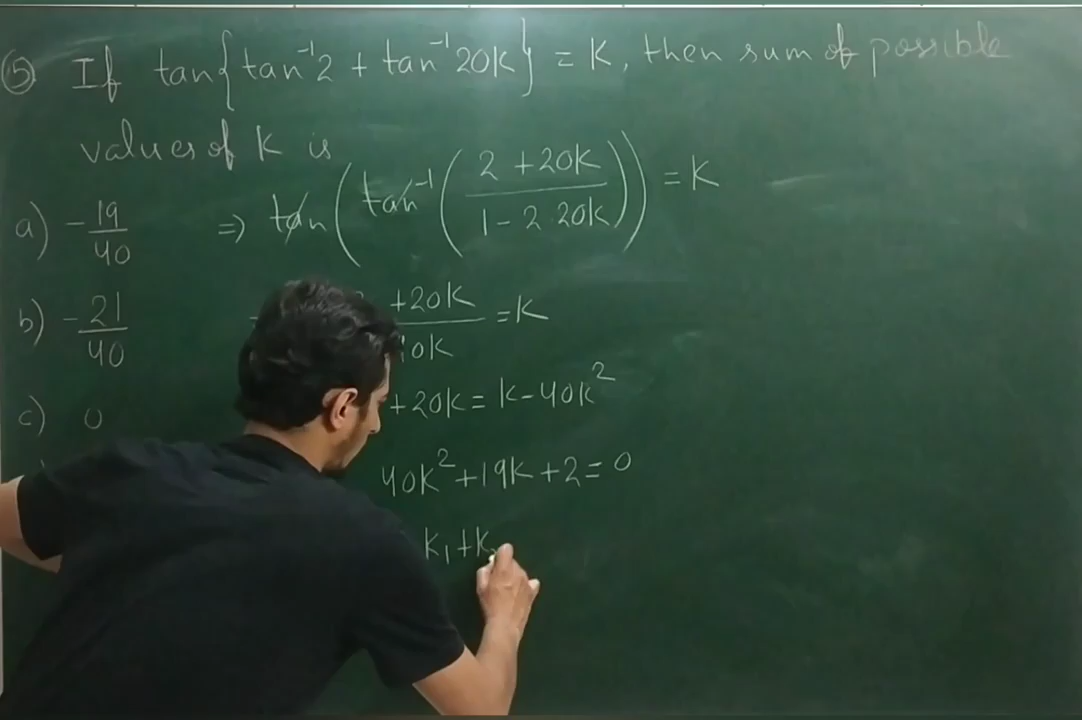 ⑤ If tan{tan⁻¹2 + tan⁻¹20K} = K, then sum of possible
values of K is
a) -19/40
⇒ tan(tan⁻¹((2 + 20K)/(1 - 2 20K))) = K
b) -21/40
+20K = K
0K
c) 0
+20K = K - 40K²
40K² + 19K + 2 = 0
K₁ + K